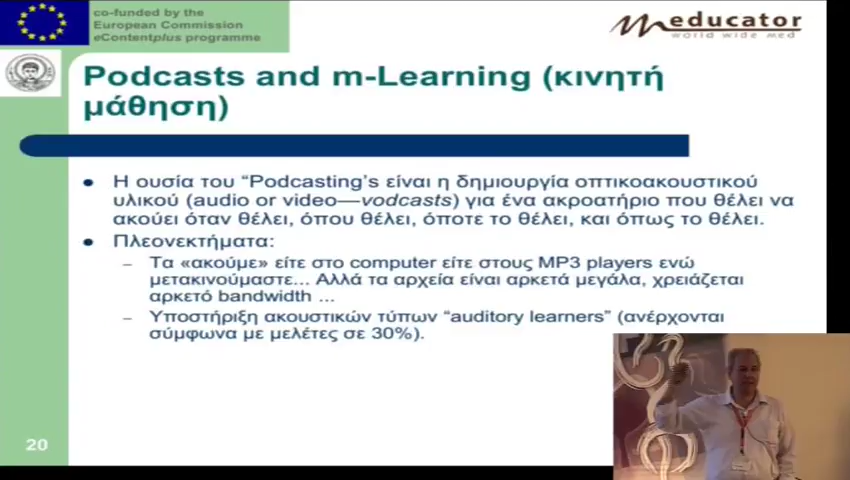 co-funded by the
European Commission
eContentplus programme
educator
world wide med
Podcasts and m-Learning (κινητή
μάθηση)
Η ουσία του “Podcasting’s είναι η δημιουργία οπτικοακουστικού
υλικού (audio or video—vodcasts) για ένα ακροατήριο που θέλει να
ακούει όταν θέλει, όπου θέλει, όποτε το θέλει, και όπως το θέλει.
Πλεονεκτήματα:
– Τα «ακούμε» είτε στο computer είτε στους MP3 players ενώ
μετακινούμαστε... Αλλά τα αρχεία είναι αρκετά μεγάλα, χρειάζεται
αρκετό bandwidth ...
– Υποστήριξη ακουστικών τύπων “auditory learners” (ανέρχονται
σύμφωνα με μελέτες σε 30%).
20